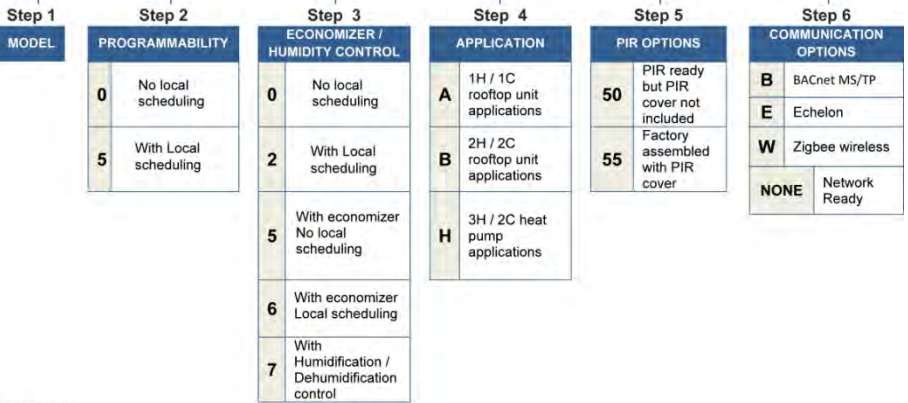 Step 1
MODEL
Step 2
PROGRAMMABILITY
0
No local
scheduling
5
With Local
scheduling
Step 3
ECONOMIZER /
HUMIDITY CONTROL
0
No local
scheduling
2
With Local
scheduling
5
With economizer
No local
scheduling
6
With economizer
Local scheduling
7
With
Humidification /
Dehumidification
control
Step 4
APPLICATION
A
1H / 1C
rooftop unit
applications
B
2H / 2C
rooftop unit
applications
H
3H / 2C heat
pump
applications
Step 5
PIR OPTIONS
50
PIR ready
but PIR
cover not
included
55
Factory
assembled
with PIR
cover
Step 6
COMMUNICATION
OPTIONS
B
BACnet MS/TP
E
Echelon
W
Zigbee wireless
NONE
Network
Ready